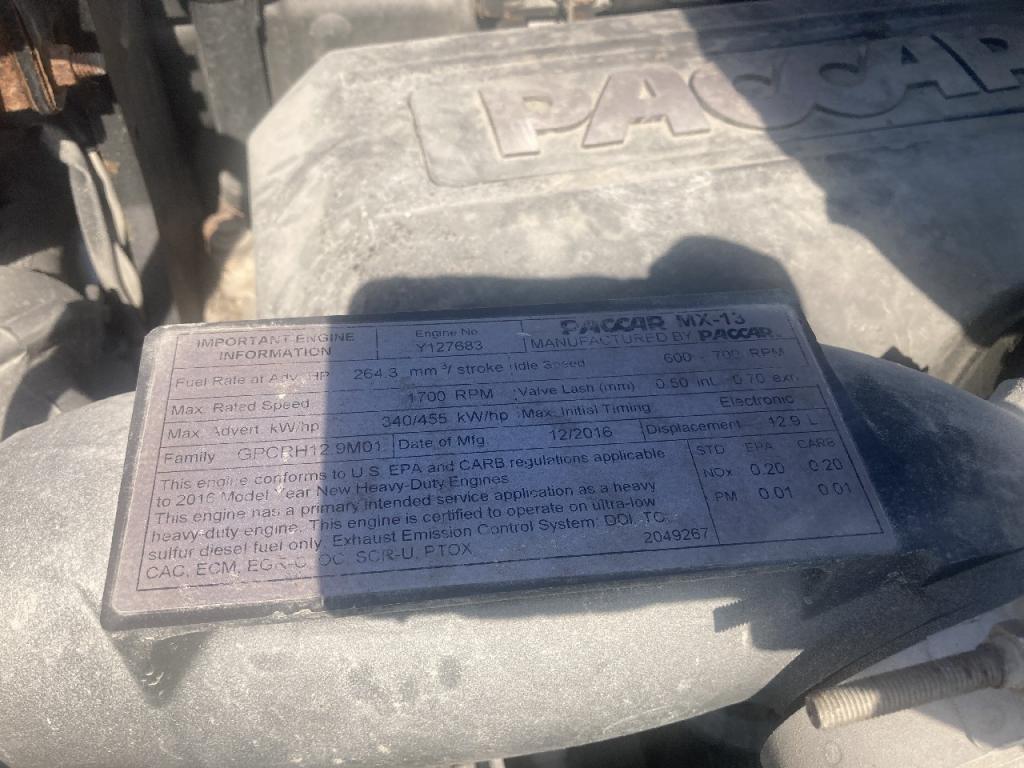 PACCAR
IMPORTANT ENGINE INFORMATION
Engine No. Y127683
PACCAR MX-13
MANUFACTURED BY PACCAR
Fuel Rate at Adv. HP 264.3 mm³/ stroke Idle Speed 600 - 700 RPM
Max. Rated Speed 1700 RPM Valve Lash (mm) 0.50 int. 0.70 exh.
Max. Advert. kW/hp 340/455 kW/hp Max. Initial Timing Electronic
Family GPCRH12.9M01 Date of Mfg. 12/2016 Displacement 12.9 L
This engine conforms to U.S. EPA and CARB regulations applicable
to 2016 Model Year New Heavy-Duty Engines
This engine has a primary intended service application as a heavy
heavy-duty engine. This engine is certified to operate on ultra-low
sulfur diesel fuel only. Exhaust Emission Control System: DDI, TC,
CAC, ECM, EGR-C, OC, SCR-U, PTOX
2049267
STD EPA CARB
NOx 0.20 0.20
PM 0.01 0.01